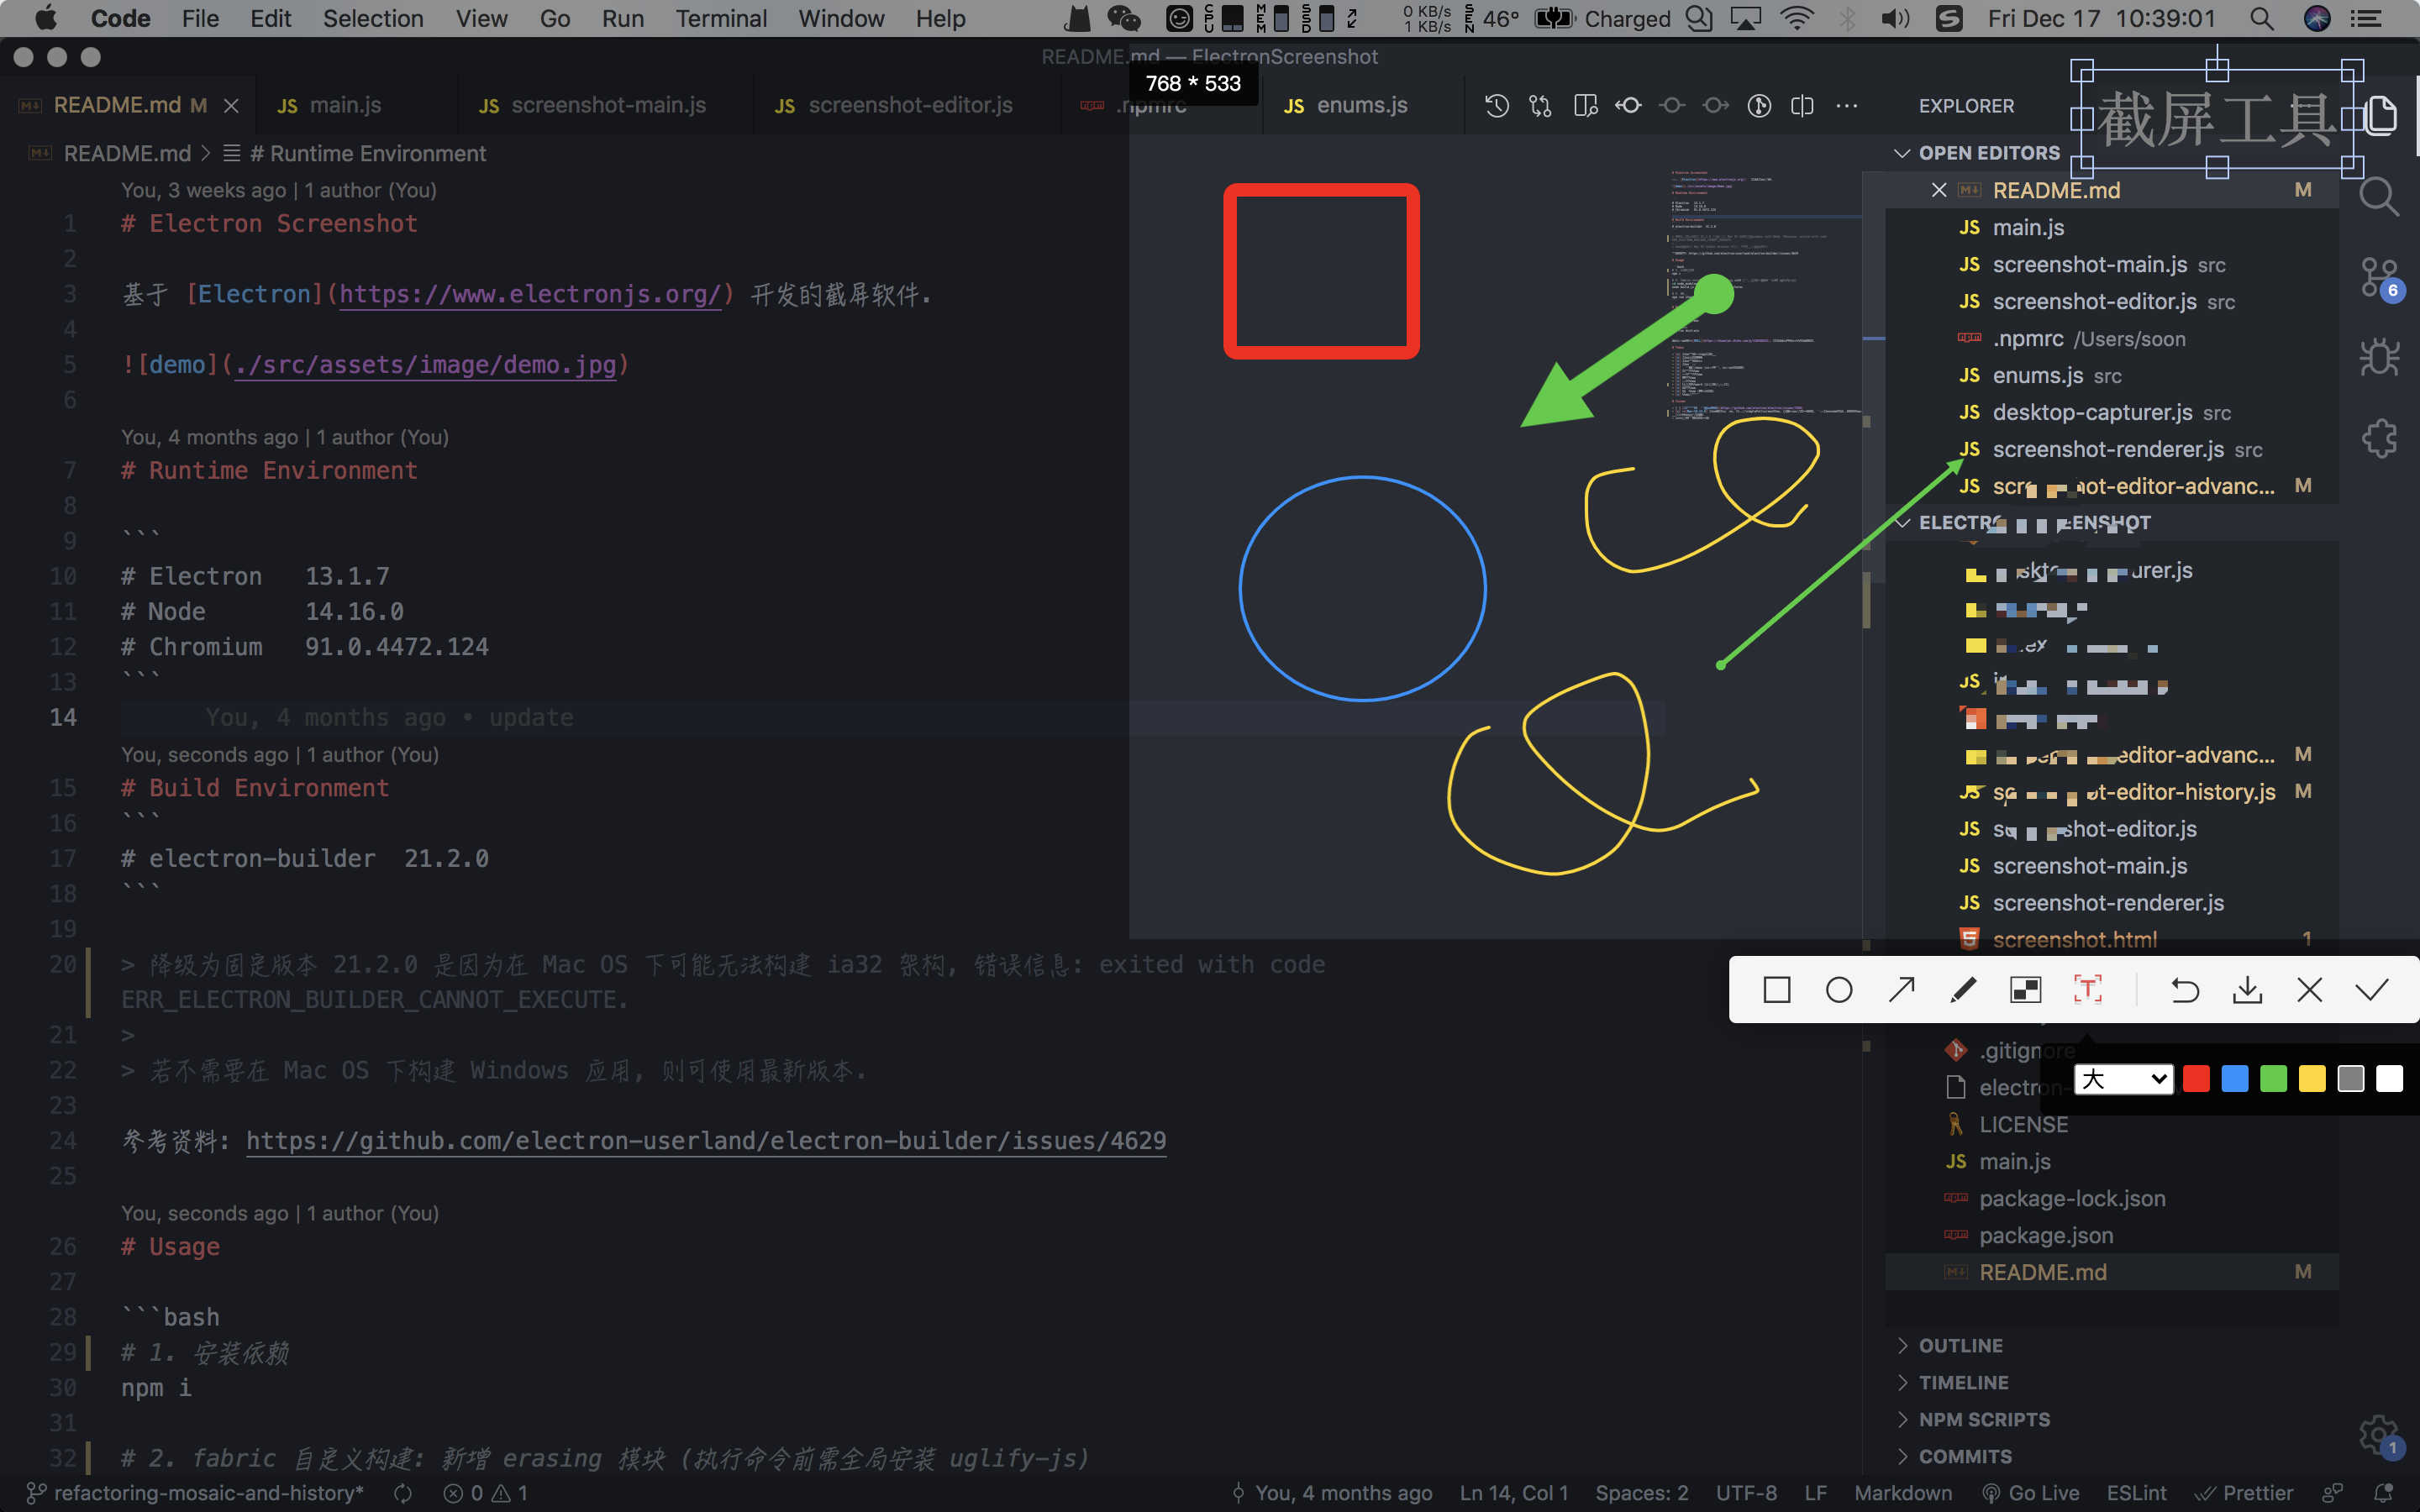 Code File Edit Selection View Go Run Terminal Window Help
CPU MEM SSD 0 KB/s 1 KB/s SEN 46° Charged Fri Dec 17 10:39:01
README.md — ElectronScreenshot
768 * 533
README.md M
main.js
screenshot-main.js
screenshot-editor.js
.npmrc
enums.js
README.md > # Runtime Environment
You, 3 weeks ago | 1 author (You)
1 # Electron Screenshot
2
3 基于 [Electron](https://www.electronjs.org/) 开发的截屏软件.
4
5 ![demo](./src/assets/image/demo.jpg)
6
You, 4 months ago | 1 author (You)
7 # Runtime Environment
8
9 ```
10 # Electron 13.1.7
11 # Node 14.16.0
12 # Chromium 91.0.4472.124
13 ```
14 You, 4 months ago • update
You, seconds ago | 1 author (You)
15 # Build Environment
16 ```
17 # electron-builder 21.2.0
18 ```
19
20 > 降级为固定版本 21.2.0 是因为在 Mac OS 下可能无法构建 ia32 架构, 错误信息: exited with code
ERR_ELECTRON_BUILDER_CANNOT_EXECUTE.
21 >
22 > 若不需要在 Mac OS 下构建 Windows 应用, 则可使用最新版本.
23
24 参考资料: https://github.com/electron-userland/electron-builder/issues/4629
25
You, seconds ago | 1 author (You)
26 # Usage
27
28 ```bash
29 # 1. 安装依赖
30 npm i
31
32 # 2. fabric 自定义构建: 新增 erasing 模块 (执行命令前需全局安装 uglify-js)
EXPLORER
截屏工具
OPEN EDITORS
README.md M
JS main.js
JS screenshot-main.js src
JS screenshot-editor.js src
.npmrc /Users/soon
JS enums.js src
JS desktop-capturer.js src
JS screenshot-renderer.js src
JS ot-editor-advanc... M
ENSHOT
urer.js
JS
editor-advanc... M
t-editor-history.js M
JS shot-editor.js
JS screenshot-main.js
JS screenshot-renderer.js
screenshot.html 1
T
大
.gitignore
electron-
LICENSE
JS main.js
package-lock.json
package.json
README.md M
OUTLINE
TIMELINE
NPM SCRIPTS
COMMITS
6
1
refactoring-mosaic-and-history* 0 1 You, 4 months ago Ln 14, Col 1 Spaces: 2 UTF-8 LF Markdown Go Live ESLint Prettier